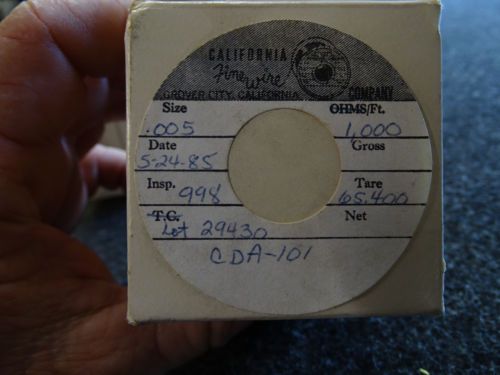 CALIFORNIA
Fine Wire
GROVER CITY, CALIFORNIA COMPANY
Size OHMS/Ft.
.005 1,000
Date Gross
5-24-85
Insp. Tare
998 65.400
T.C. Net
Lot 29430
CDA-101